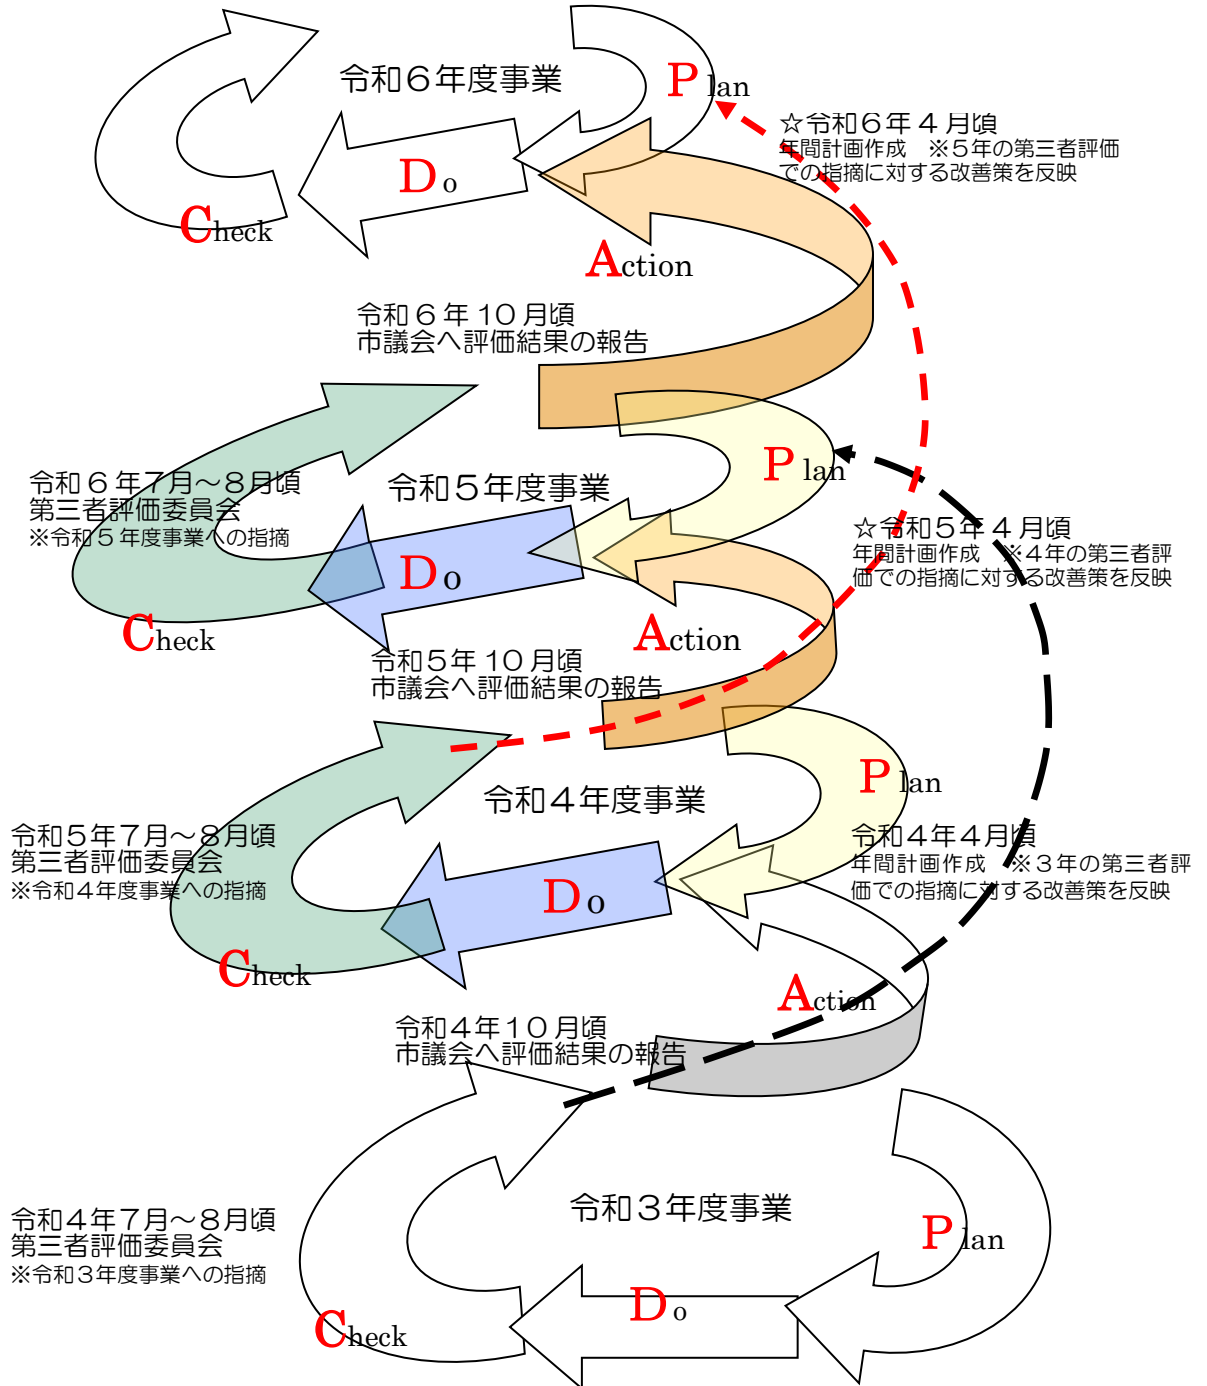 令和６年度事業
Plan
☆令和６年４月頃
年間計画作成　※５年の第三者評価
での指摘に対する改善策を反映
Do
Check
Action
令和６年10月頃
市議会へ評価結果の報告
令和６年７月～８月頃
第三者評価委員会
※令和５年度事業への指摘
令和５年度事業
Plan
☆令和５年４月頃
年間計画作成　※４年の第三者評
価での指摘に対する改善策を反映
Do
Check
Action
令和５年10月頃
市議会へ評価結果の報告
令和５年７月～８月頃
第三者評価委員会
※令和４年度事業への指摘
令和４年度事業
Plan
令和４年４月頃
年間計画作成　※３年の第三者評
価での指摘に対する改善策を反映
Do
Check
Action
令和４年１０月頃
市議会へ評価結果の報告
令和４年７月～８月頃
第三者評価委員会
※令和３年度事業への指摘
令和３年度事業
Plan
Do
Check